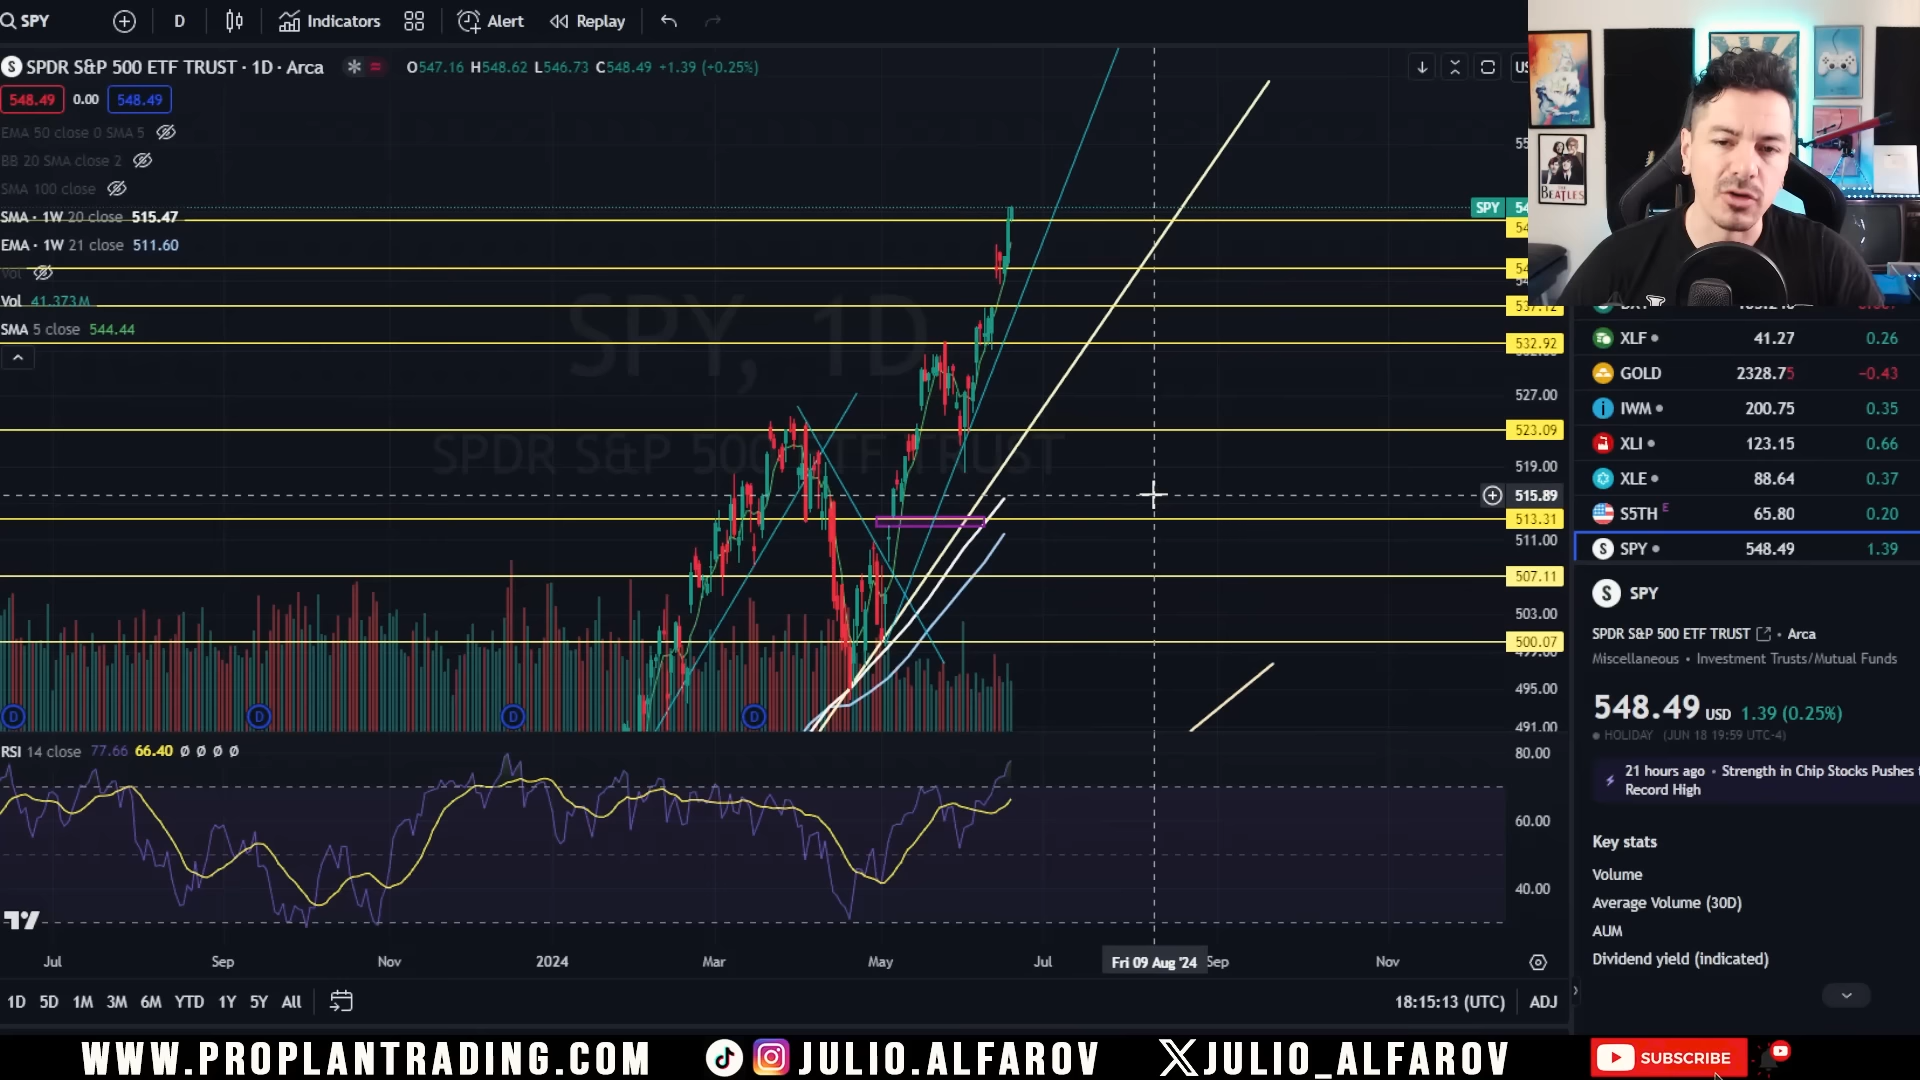 SPY
D
Indicators
Alert
Replay
SPDR S&P 500 ETF TRUST · 1D · Arca
O547.16 H548.62 L546.73 C548.49 +1.39 (+0.25%)
548.49 0.00 548.49
EMA 50 close 0 SMA 5
BB 20 SMA close 2
SMA 100 close
SMA · 1W 20 close 515.47
EMA · 1W 21 close 511.60
Vol
Vol 41.373M
SMA 5 close 544.44
SPY, 1D
SPDR S&P 500 ETF TRUST
SPY
537.12
532.92
527.00
523.09
519.00
515.89
513.31
511.00
507.11
503.00
500.07
495.00
491.00
D D D D
RSI 14 close 77.66 66.40 Ø Ø Ø Ø
80.00
60.00
40.00
Jul Sep Nov 2024 Mar May Jul Fri 09 Aug '24 Sep Nov
1D 5D 1M 3M 6M YTD 1Y 5Y All
18:15:13 (UTC) ADJ
THE BEATLES
XLF 41.27 0.26
GOLD 2328.75 −0.43
IWM 200.75 0.35
XLI 123.15 0.66
XLE 88.64 0.37
S5TH E 65.80 0.20
SPY 548.49 1.39
S SPY
SPDR S&P 500 ETF TRUST • Arca
Miscellaneous • Investment Trusts/Mutual Funds
548.49 USD 1.39 (0.25%)
HOLIDAY (JUN 18 19:59 UTC-4)
21 hours ago • Strength in Chip Stocks Pushes
Record High
Key stats
Volume
Average Volume (30D)
AUM
Dividend yield (indicated)
WWW.PROPLANTRADING.COM JULIO.ALFAROV JULIO_ALFAROV SUBSCRIBE